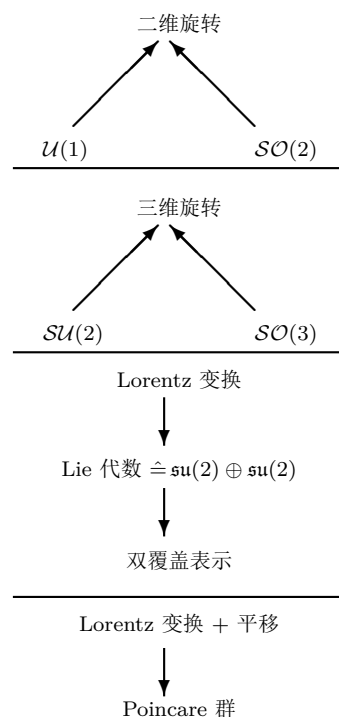 二维旋转
𝒰(1) 𝒮𝒪(2)
三维旋转
𝒮𝒰(2) 𝒮𝒪(3)
Lorentz 变换
Lie 代数 ≙ 𝔰𝔲(2) ⊕ 𝔰𝔲(2)
双覆盖表示
Lorentz 变换 + 平移
Poincare 群